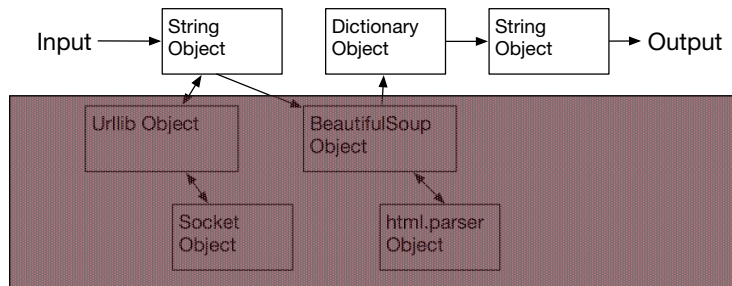 Input
String
Object
Dictionary
Object
String
Object
Output
Urllib Object
BeautifulSoup
Object
Socket
Object
html.parser
Object